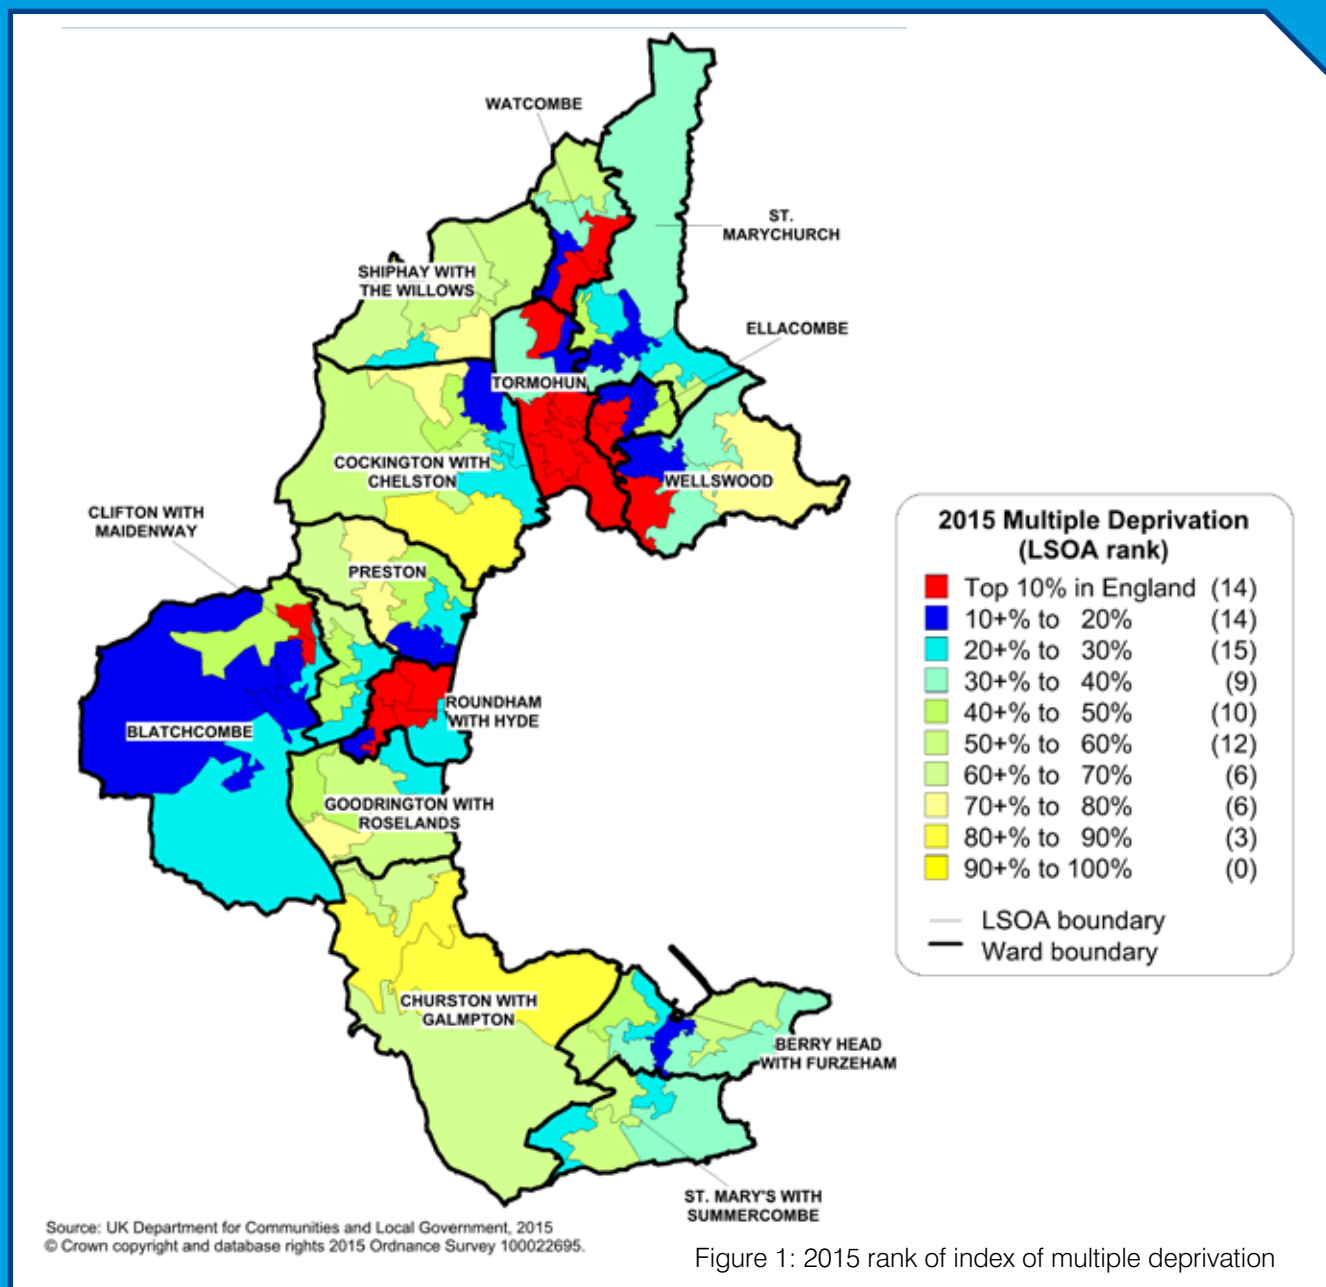 WATCOMBE
ST.
MARYCHURCH
SHIPHAY WITH
THE WILLOWS
ELLACOMBE
TORMOHUN
COCKINGTON WITH
CHELSTON
WELLSWOOD
CLIFTON WITH
MAIDENWAY
PRESTON
ROUNDHAM
WITH HYDE
BLATCHCOMBE
GOODRINGTON WITH
ROSELANDS
CHURSTON WITH
GALMPTON
BERRY HEAD
WITH FURZEHAM
ST. MARY'S WITH
SUMMERCOMBE
2015 Multiple Deprivation
(LSOA rank)
Top 10% in England (14)
10+% to 20% (14)
20+% to 30% (15)
30+% to 40% (9)
40+% to 50% (10)
50+% to 60% (12)
60+% to 70% (6)
70+% to 80% (6)
80+% to 90% (3)
90+% to 100% (0)
LSOA boundary
Ward boundary
Source: UK Department for Communities and Local Government, 2015
© Crown copyright and database rights 2015 Ordnance Survey 100022695.
Figure 1: 2015 rank of index of multiple deprivation